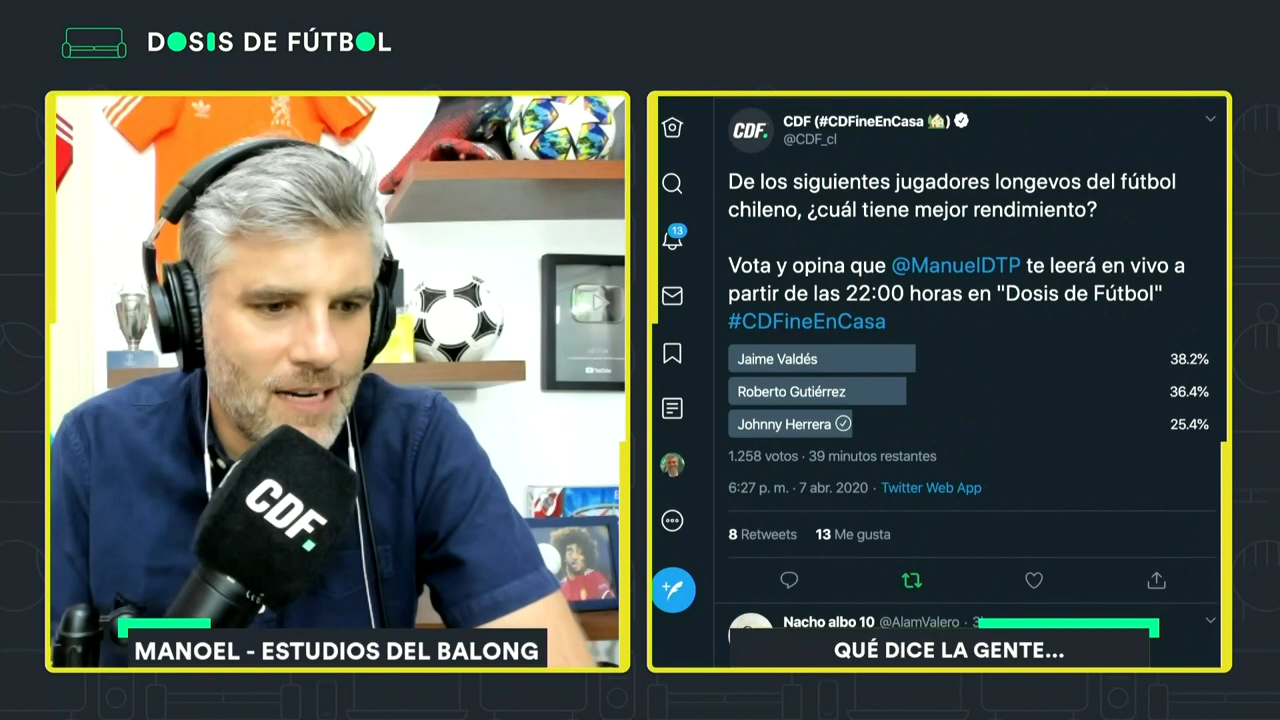 DOSIS DE FÚTBOL
CDF.
YouTube
MANOEL - ESTUDIOS DEL BALONG
13
CDF.
CDF (#CDFineEnCasa 🏡)
@CDF_cl
De los siguientes jugadores longevos del fútbol
chileno, ¿cuál tiene mejor rendimiento?
Vota y opina que @ManuelDTP te leerá en vivo a
partir de las 22:00 horas en "Dosis de Fútbol"
#CDFineEnCasa
Jaime Valdés 38.2%
Roberto Gutiérrez 36.4%
Johnny Herrera 25.4%
1.258 votos · 39 minutos restantes
6:27 p. m. · 7 abr. 2020 · Twitter Web App
8 Retweets 13 Me gusta
Nacho albo 10 @AlamValero ·
QUÉ DICE LA GENTE...